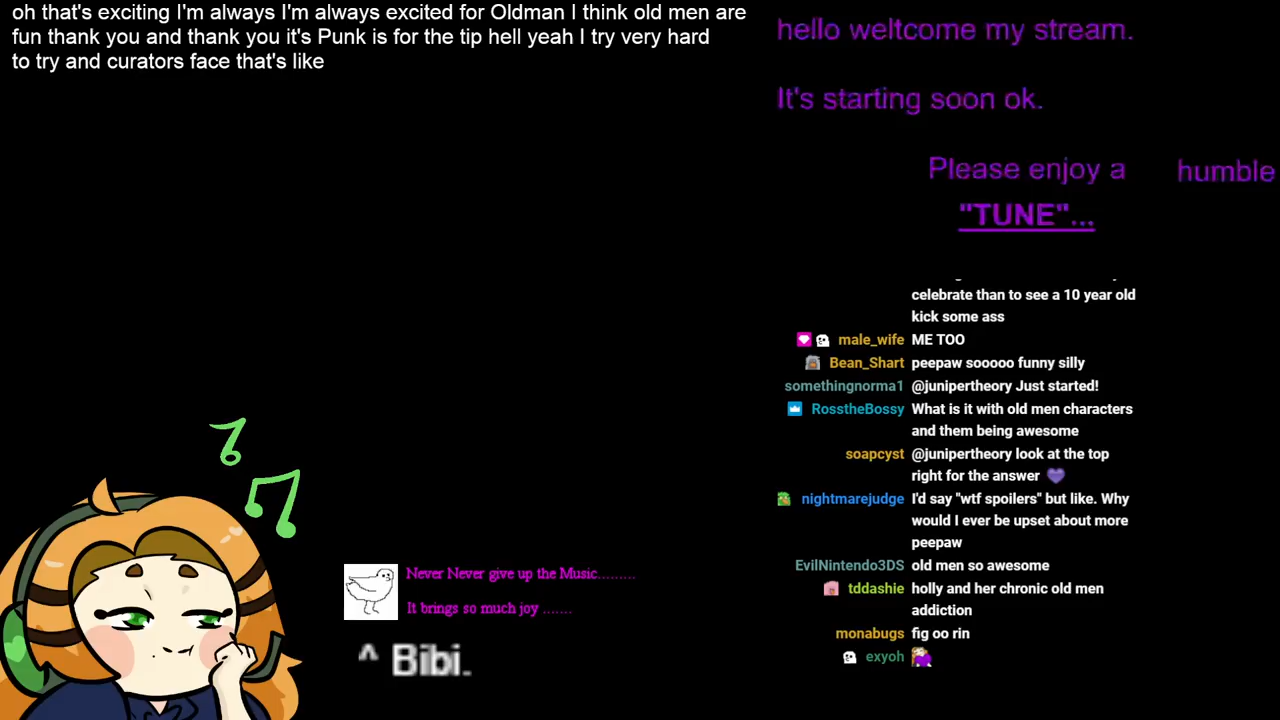 oh that's exciting I'm always I'm always excited for Oldman I think old men are
fun thank you and thank you it's Punk is for the tip hell yeah I try very hard
to try and curators face that's like
hello weltcome my stream.
It's starting soon ok.
Please enjoy a humble
"TUNE"...
celebrate than to see a 10 year old
kick some ass
male_wife ME TOO
Bean_Shart peepaw sooooo funny silly
somethingnorma1 @junipertheory Just started!
RosstheBossy What is it with old men characters
and them being awesome
soapcyst @junipertheory look at the top
right for the answer
nightmarejudge I'd say "wtf spoilers" but like. Why
would I ever be upset about more
peepaw
EvilNintendo3DS old men so awesome
tddashie holly and her chronic old men
addiction
monabugs fig oo rin
exyoh
Never Never give up the Music.........
It brings so much joy .......
^ Bibi.